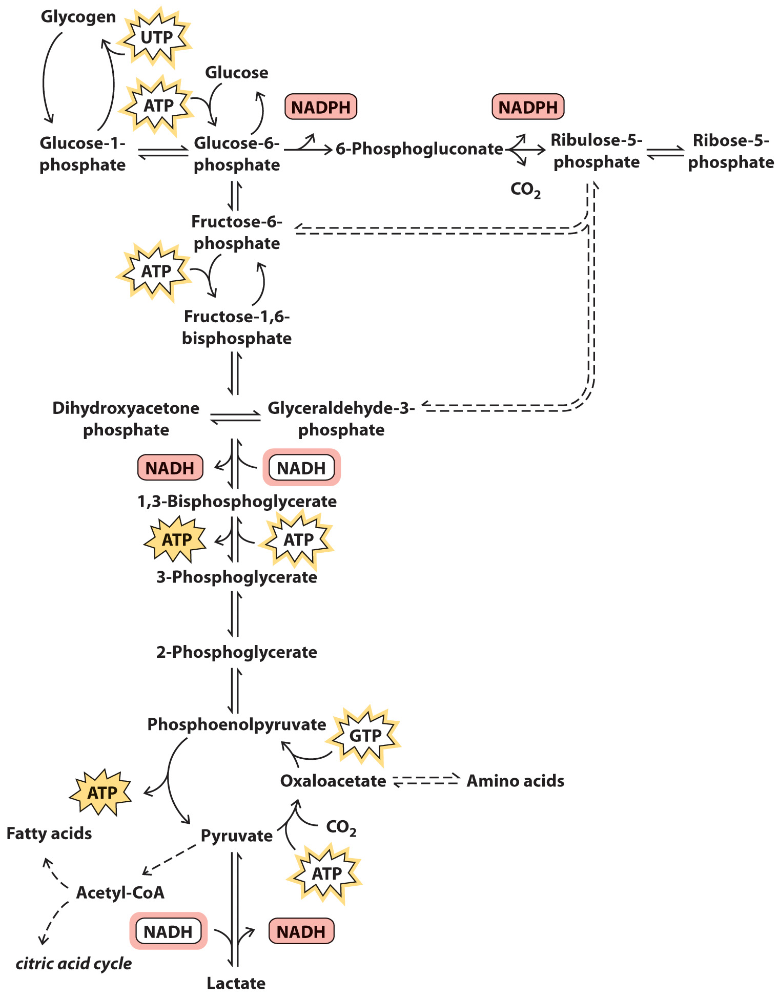 Glycogen
UTP
Glucose
ATP
NADPH
NADPH
Glucose-1-
phosphate
Glucose-6-
phosphate
6-Phosphogluconate
Ribulose-5-
phosphate
Ribose-5-
phosphate
CO₂
Fructose-6-
phosphate
ATP
Fructose-1,6-
bisphosphate
Dihydroxyacetone
phosphate
Glyceraldehyde-3-
phosphate
NADH
NADH
1,3-Bisphosphoglycerate
ATP
ATP
3-Phosphoglycerate
2-Phosphoglycerate
Phosphoenolpyruvate
GTP
Oxaloacetate
Amino acids
ATP
Fatty acids
Pyruvate
CO₂
ATP
Acetyl-CoA
NADH
NADH
citric acid cycle
Lactate